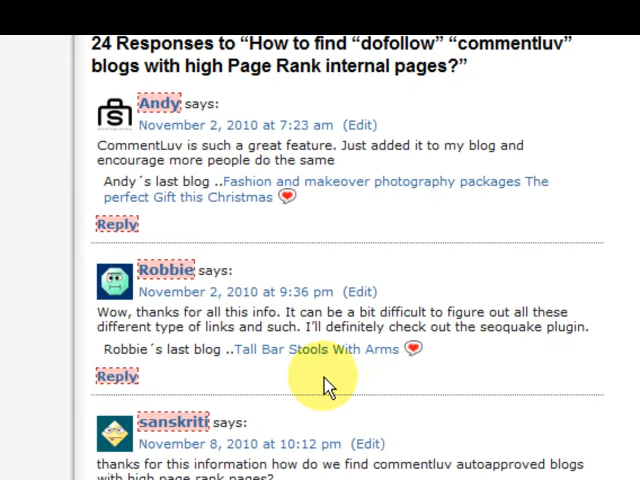 24 Responses to “How to find “dofollow” “commentluv”
blogs with high Page Rank internal pages?”
Andy says:
November 2, 2010 at 7:23 am (Edit)
CommentLuv is such a great feature. Just added it to my blog and
encourage more people do the same
Andy´s last blog ..Fashion and makeover photography packages The
perfect Gift this Christmas
Reply
Robbie says:
November 2, 2010 at 9:36 pm (Edit)
Wow, thanks for all this info. It can be a bit difficult to figure out all these
different type of links and such. I’ll definitely check out the seoquake plugin.
Robbie´s last blog ..Tall Bar Stools With Arms
Reply
sanskriti says:
November 8, 2010 at 10:12 pm (Edit)
thanks for this information how do we find commentluv autoapproved blogs
with high page rank pages?